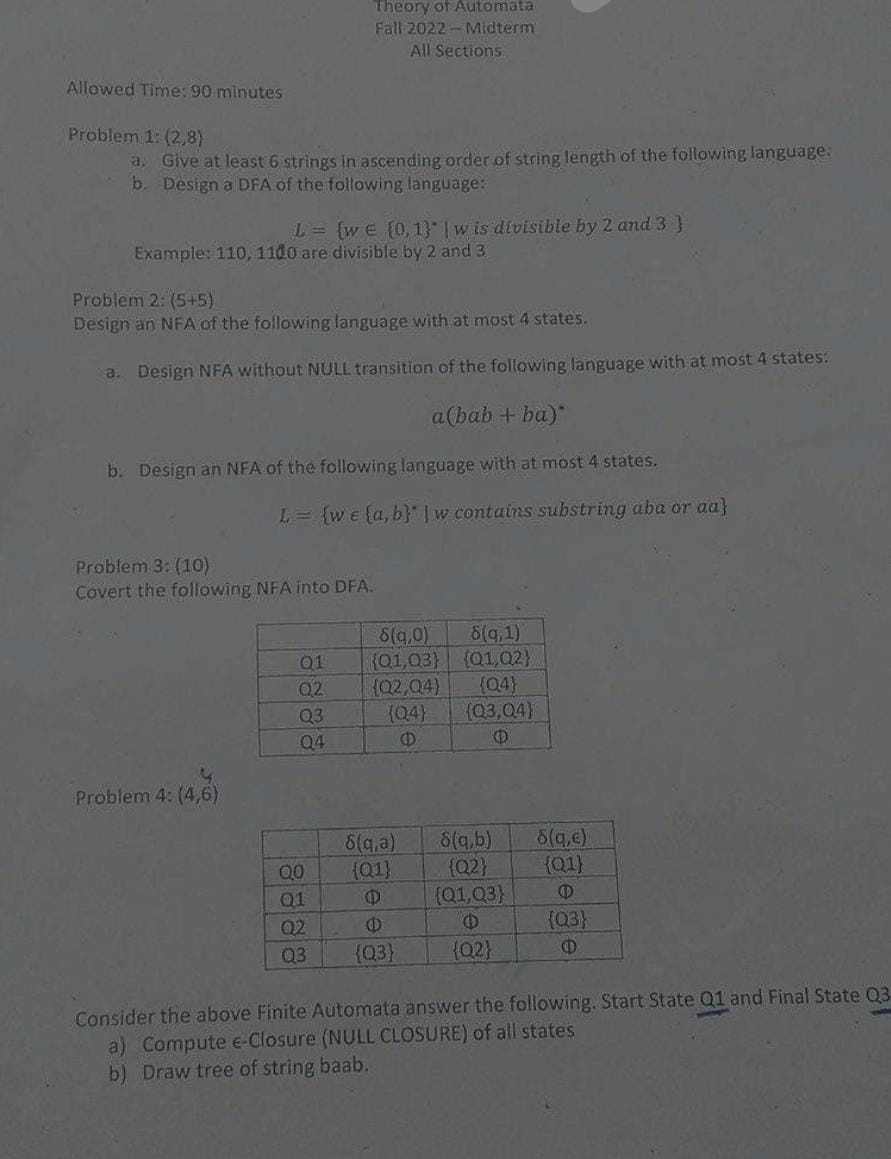 Theory of Automata
Fall 2022 – Midterm
All Sections
Allowed Time: 90 minutes
Problem 1: (2,8)
a. Give at least 6 strings in ascending order of string length of the following language:
b. Design a DFA of the following language:
L = {w ∈ {0,1}* | w is divisible by 2 and 3 }
Example: 110, 1100 are divisible by 2 and 3
Problem 2: (5+5)
Design an NFA of the following language with at most 4 states.
a. Design NFA without NULL transition of the following language with at most 4 states:
a(bab + ba)*
b. Design an NFA of the following language with at most 4 states.
L = {w ϵ {a,b}* | w contains substring aba or aa}
Problem 3: (10)
Covert the following NFA into DFA.
δ(q,0) δ(q,1)
Q1 {Q1,Q3} {Q1,Q2}
Q2 {Q2,Q4} {Q4}
Q3 {Q4} {Q3,Q4}
Q4 Φ Φ
4
Problem 4: (4,6)
δ(q,a) δ(q,b) δ(q,ϵ)
Q0 {Q1} {Q2} {Q1}
Q1 Φ {Q1,Q3} Φ
Q2 Φ Φ {Q3}
Q3 {Q3} {Q2} Φ
Consider the above Finite Automata answer the following. Start State Q1 and Final State Q3
a) Compute ϵ-Closure (NULL CLOSURE) of all states
b) Draw tree of string baab.